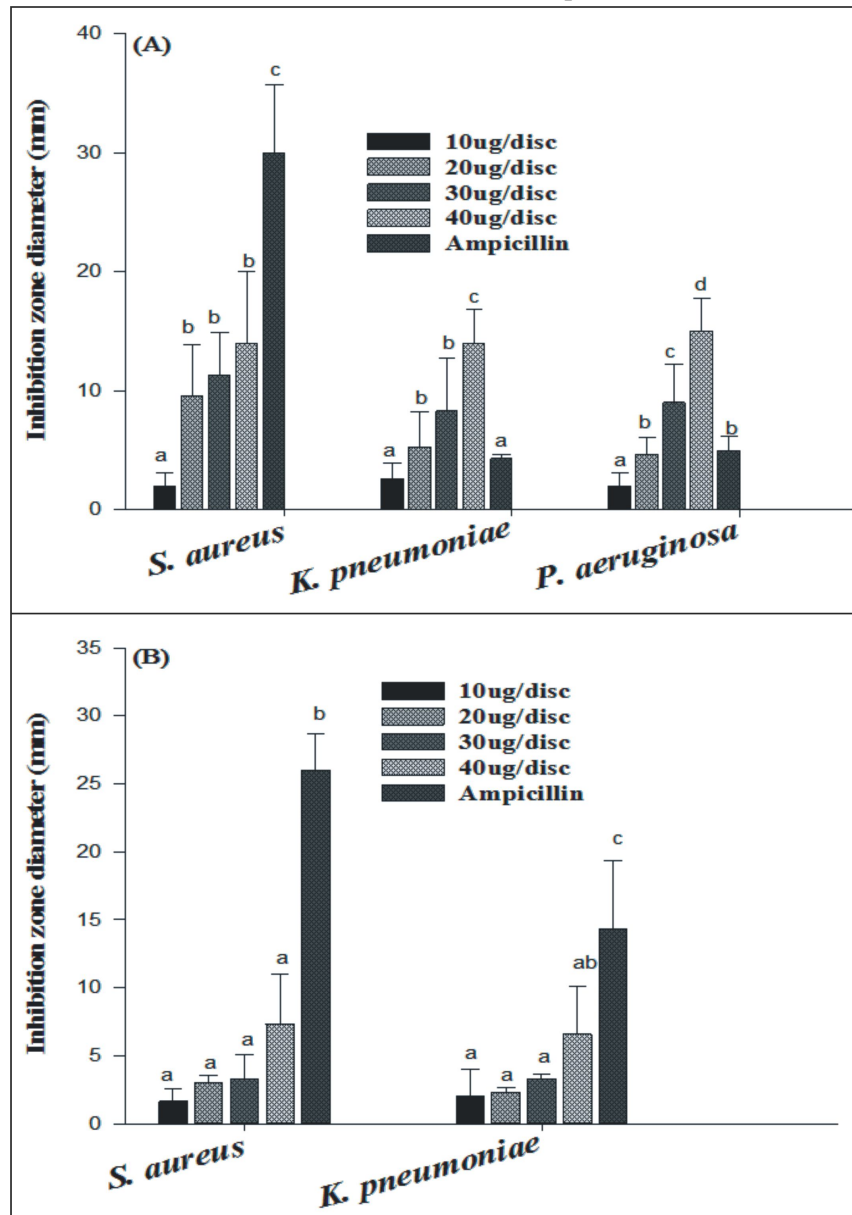 (A)
Inhibition zone diameter (mm)
40
30
20
10
0
10ug/disc
20ug/disc
30ug/disc
40ug/disc
Ampicillin
a
b
b
b
c
a
b
b
c
a
a
b
c
d
b
S. aureus
K. pneumoniae
P. aeruginosa
(B)
Inhibition zone diameter (mm)
35
30
25
20
15
10
5
0
10ug/disc
20ug/disc
30ug/disc
40ug/disc
Ampicillin
a
a
a
a
b
a
a
a
ab
c
S. aureus
K. pneumoniae